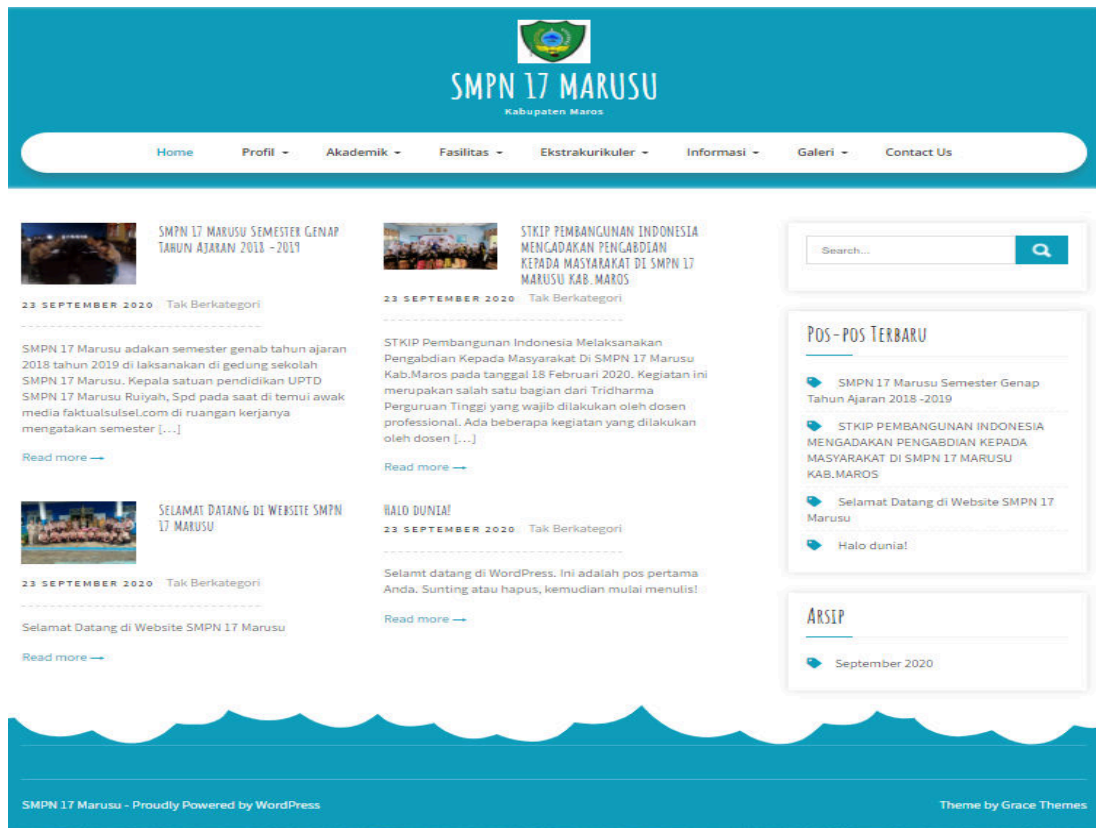 SMPN 17 MARUSU
Kabupaten Maros
Home Profil Akademik Fasilitas Ekstrakurikuler Informasi Galeri Contact Us
SMPN 17 Marusu Semester Genap
Tahun Ajaran 2018 -2019
23 SEPTEMBER 2020 Tak Berkategori
SMPN 17 Marusu adakan semester genab tahun ajaran
2018 tahun 2019 di laksanakan di gedung sekolah
SMPN 17 Marusu. Kepala satuan pendidikan UPTD
SMPN 17 Marusu Ruiyah, Spd pada saat di temui awak
media faktualsulsel.com di ruangan kerjanya
mengatakan semester [...]
Read more →
STKIP PEMBANGUNAN INDONESIA
MENGADAKAN PENGABDIAN
KEPADA MASYARAKAT DI SMPN 17
MARUSU KAB.MAROS
23 SEPTEMBER 2020 Tak Berkategori
STKIP Pembangunan Indonesia Melaksanakan
Pengabdian Kepada Masyarakat Di SMPN 17 Marusu
Kab.Maros pada tanggal 18 Februari 2020. Kegiatan ini
merupakan salah satu bagian dari Tridharma
Perguruan Tinggi yang wajib dilakukan oleh dosen
professional. Ada beberapa kegiatan yang dilakukan
oleh dosen [...]
Read more →
Selamat Datang di Website SMPN
17 Marusu
23 SEPTEMBER 2020 Tak Berkategori
Selamat Datang di Website SMPN 17 Marusu
Read more →
Halo dunia!
23 SEPTEMBER 2020 Tak Berkategori
Selamt datang di WordPress. Ini adalah pos pertama
Anda. Sunting atau hapus, kemudian mulai menulis!
Read more →
Search...
Pos-pos Terbaru
SMPN 17 Marusu Semester Genap
Tahun Ajaran 2018 -2019
STKIP PEMBANGUNAN INDONESIA
MENGADAKAN PENGABDIAN KEPADA
MASYARAKAT DI SMPN 17 MARUSU
KAB.MAROS
Selamat Datang di Website SMPN 17
Marusu
Halo dunia!
Arsip
September 2020
SMPN 17 Marusu - Proudly Powered by WordPress
Theme by Grace Themes